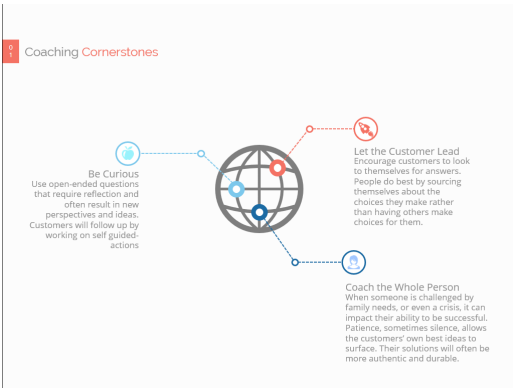 0
1
Coaching Cornerstones
Be Curious
Use open-ended questions
that require reflection and
often result in new
perspectives and ideas.
Customers will follow up by
working on self guided-
actions
Let the Customer Lead
Encourage customers to look
to themselves for answers.
People do best by sourcing
themselves about the
choices they make rather
than having others make
choices for them.
Coach the Whole Person
When someone is challenged by
family needs, or even a crisis, it can
impact their ability to be successful.
Patience, sometimes silence, allows
the customers’ own best ideas to
surface. Their solutions will often be
more authentic and durable.